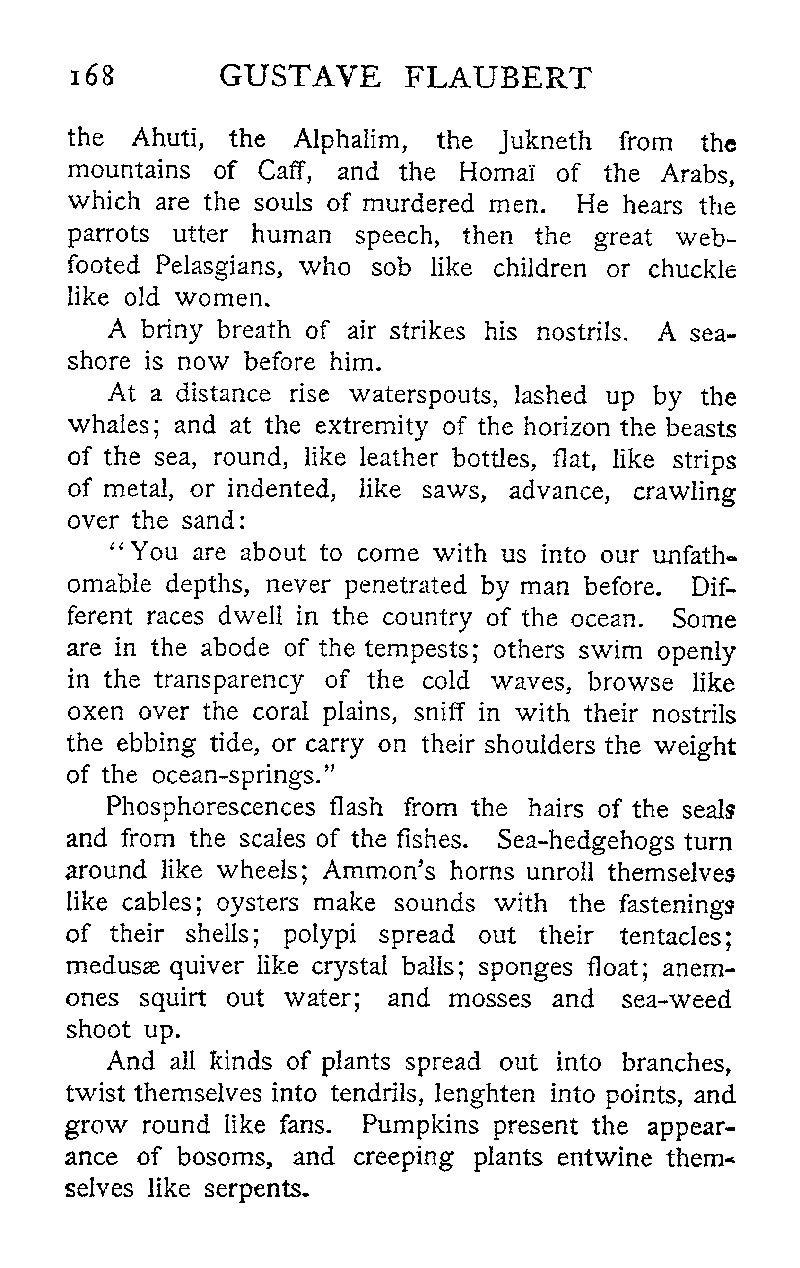 168 GUSTAVE FLAUBERT
the Ahuti, the Alphalim, the Jukneth from the
mountains of Caff, and the Homaï of the Arabs,
which are the souls of murdered men. He hears the
parrots utter human speech, then the great web-
footed Pelasgians, who sob like children or chuckle
like old women.
A briny breath of air strikes his nostrils. A sea-
shore is now before him.
At a distance rise waterspouts, lashed up by the
whales; and at the extremity of the horizon the beasts
of the sea, round, like leather bottles, flat, like strips
of metal, or indented, like saws, advance, crawling
over the sand:
"You are about to come with us into our unfath-
omable depths, never penetrated by man before. Dif-
ferent races dwell in the country of the ocean. Some
are in the abode of the tempests; others swim openly
in the transparency of the cold waves, browse like
oxen over the coral plains, sniff in with their nostrils
the ebbing tide, or carry on their shoulders the weight
of the ocean-springs."
Phosphorescences flash from the hairs of the seals
and from the scales of the fishes. Sea-hedgehogs turn
around like wheels; Ammon's horns unroll themselves
like cables; oysters make sounds with the fastenings
of their shells; polypi spread out their tentacles;
medusæ quiver like crystal balls; sponges float; anem-
ones squirt out water; and mosses and sea-weed
shoot up.
And all kinds of plants spread out into branches,
twist themselves into tendrils, lenghten into points, and
grow round like fans. Pumpkins present the appear-
ance of bosoms, and creeping plants entwine them-
selves like serpents.